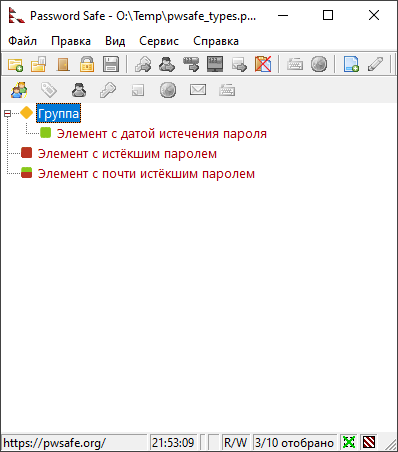 Password Safe - O:\Temp\pwsafe_types.p...
Файл Правка Вид Сервис Справка
Группа
Элемент с датой истечения пароля
Элемент с истёкшим паролем
Элемент с почти истёкшим паролем
https://pwsafe.org/ 21:53:09 R/W 3/10 отобрано